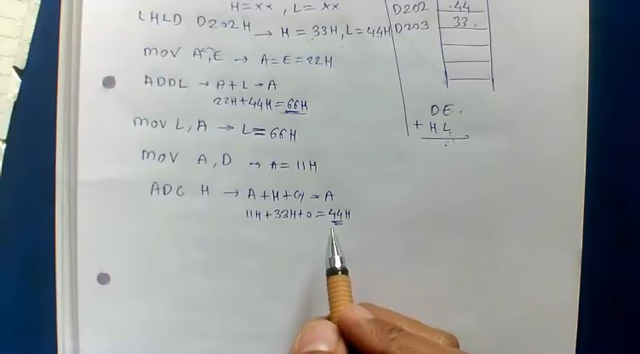 H = xx , L = xx
LHLD D202H → H = 33H, L = 44H
MOV A,E → A = E = 22H
ADDL → A + L → A
22H + 44H = 66H
MOV L, A → L = 66H
MOV A, D → A = 11H
ADC H → A + H + CY = A
11H + 33H + 0 = 44H
D202 44
D203 33
DE
+ HL